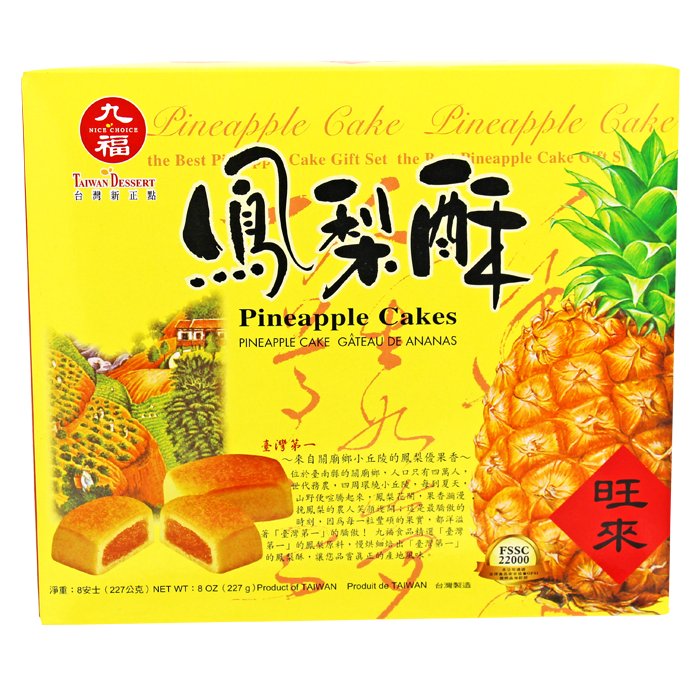 九
NICE CHOICE
福
TAIWAN DESSERT
台灣新正點
Pineapple Cake Pineapple Cake
the Best Pineapple Cake Gift Set the Best Pineapple Cake Gift Set
鳳梨酥
Pineapple Cakes
PINEAPPLE CAKE GÂTEAU DE ANANAS
臺灣第一
～來自關廟鄉小丘陵的鳳梨優果香～
位於臺南縣的關廟鄉，人口只有四萬人，
世代務農，四周環境小丘陵，每到夏天，
山野便喧騰起來，鳳梨花開，果香瀰漫
挽鳳梨的農人笑顏逐開；這是最驕傲的
時刻，因為每一粒豐碩的果實，都洋溢
著「臺灣第一」的驕傲！九福食品精選「臺灣
第一」的鳳梨原料，慢烘細焙出「臺灣第一」
的鳳梨酥，讓您品嘗真正的產地風味。
旺來
FSSC
22000
淨重：8安士（227公克）NET WT：8 OZ（227 g）Product of TAIWAN Produit de TAIWAN 台灣製造